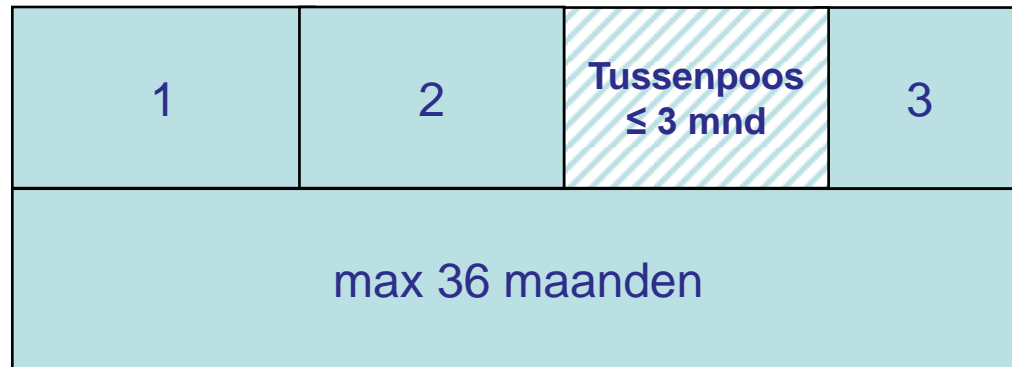 1
2
Tussenpoos
≤ 3 mnd
3
max 36 maanden